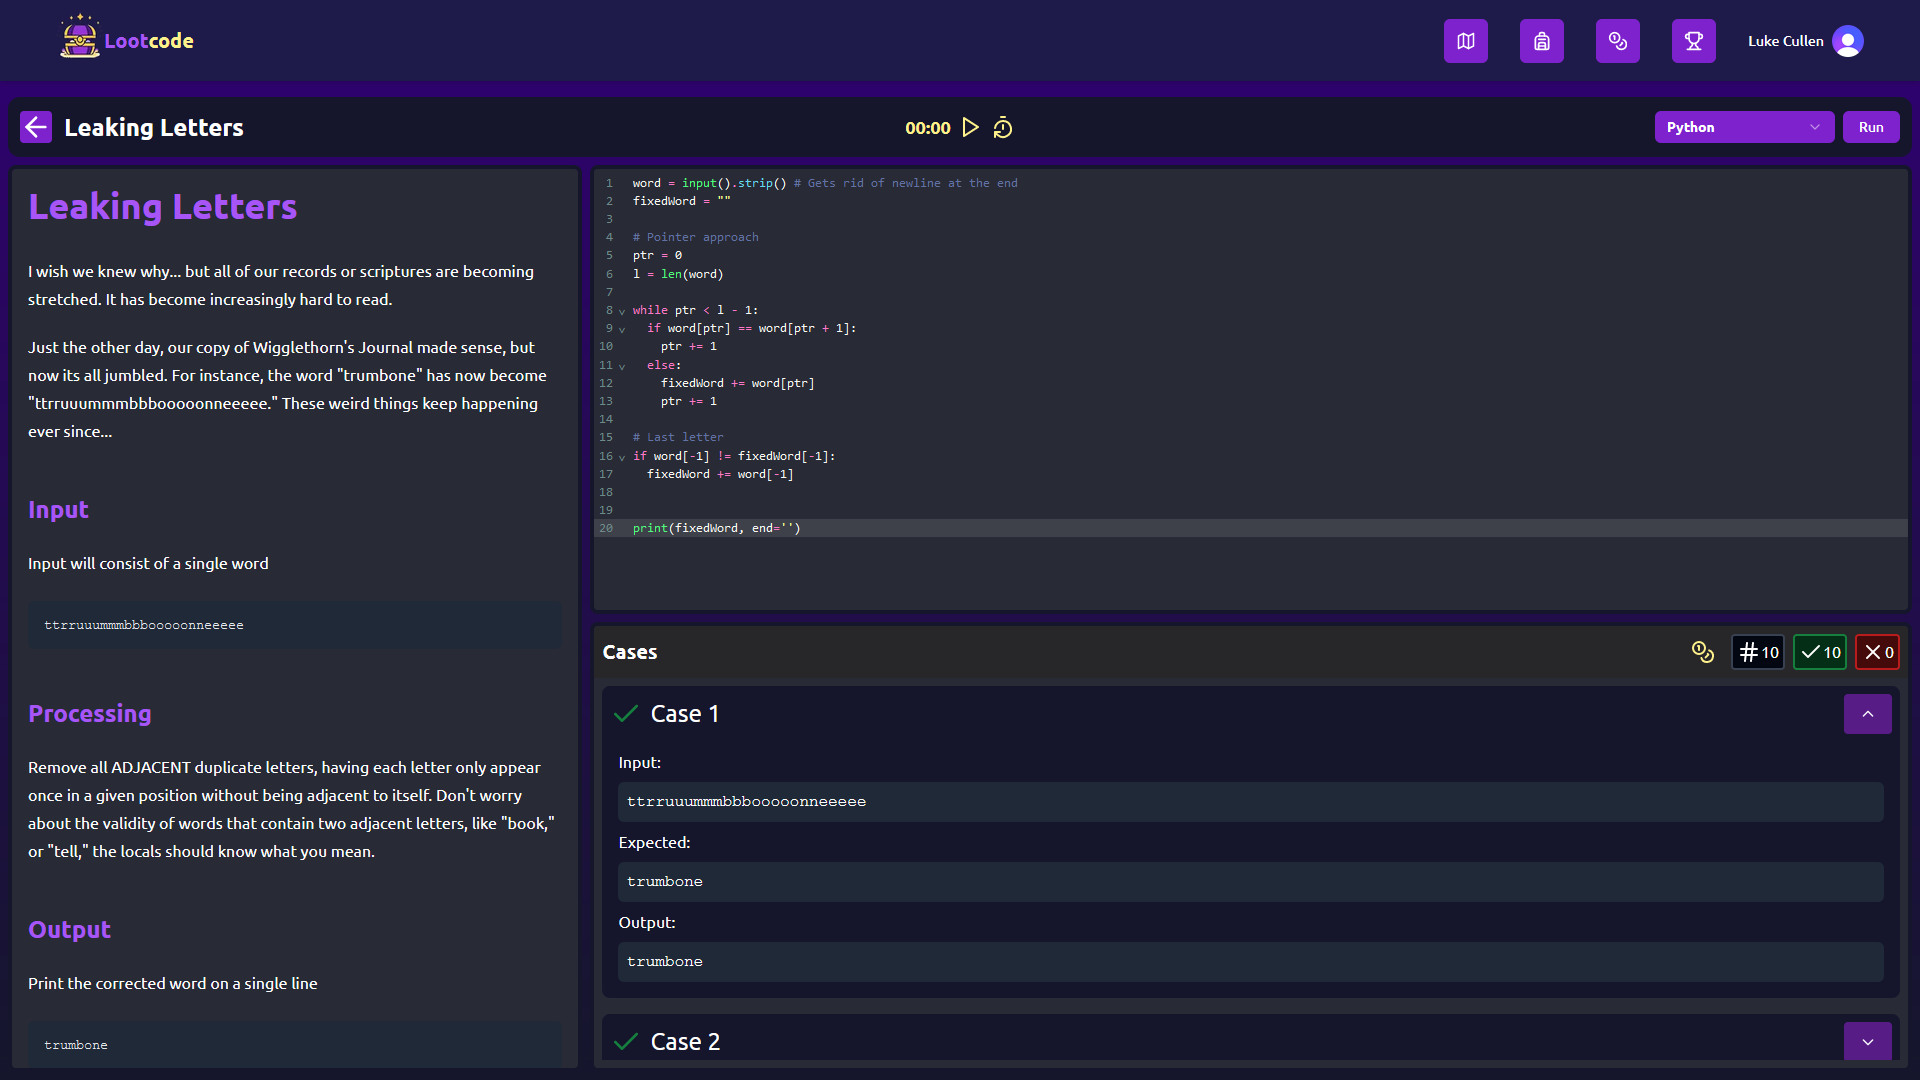 Lootcode
Luke Cullen
Leaking Letters
00:00
Python
Run
Leaking Letters
I wish we knew why... but all of our records or scriptures are becoming
stretched. It has become increasingly hard to read.
Just the other day, our copy of Wigglethorn's Journal made sense, but
now its all jumbled. For instance, the word "trumbone" has now become
"ttrruuummmbbbooooonneeeee." These weird things keep happening
ever since...
Input
Input will consist of a single word
ttrruuummmbbbooooonneeeee
Processing
Remove all ADJACENT duplicate letters, having each letter only appear
once in a given position without being adjacent to itself. Don't worry
about the validity of words that contain two adjacent letters, like "book,"
or "tell," the locals should know what you mean.
Output
Print the corrected word on a single line
trumbone
1 word = input().strip() # Gets rid of newline at the end
2 fixedWord = ""
3
4 # Pointer approach
5 ptr = 0
6 l = len(word)
7
8 while ptr < l - 1:
9   if word[ptr] == word[ptr + 1]:
10     ptr += 1
11   else:
12     fixedWord += word[ptr]
13     ptr += 1
14
15 # Last letter
16 if word[-1] != fixedWord[-1]:
17   fixedWord += word[-1]
18
19
20 print(fixedWord, end='')
Cases
10
10
0
Case 1
Input:
ttrruuummmbbbooooonneeeee
Expected:
trumbone
Output:
trumbone
Case 2